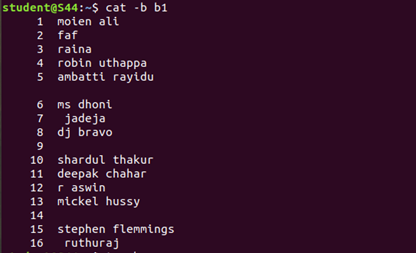 student@S44:~$ cat -b b1
     1  moien ali
     2  faf
     3  raina
     4  robin uthappa
     5  ambatti rayidu

     6  ms dhoni
     7   jadeja
     8  dj bravo
     9
    10  shardul thakur
    11  deepak chahar
    12  r aswin
    13  mickel hussy
    14
    15  stephen flemmings
    16   ruthuraj